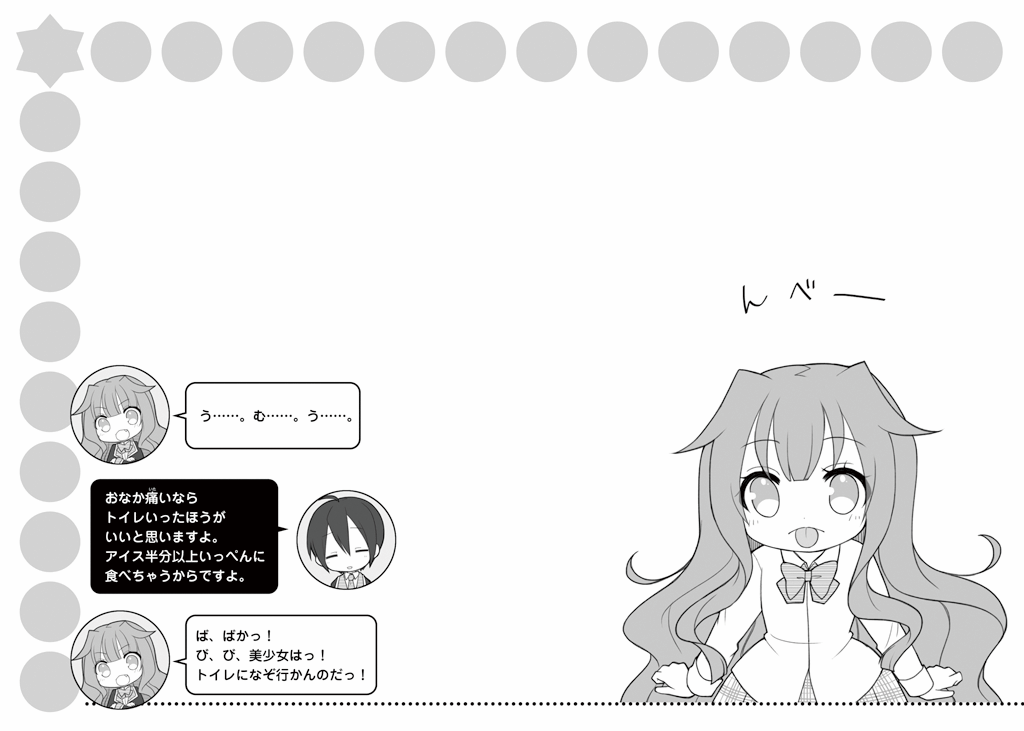 んべー
う……。む……。う……。
おなか痛いなら
トイレいったほうが
いいと思いますよ。
アイス半分以上いっぺんに
食べちゃうからですよ。
ば、ばかっ！
び、び、美少女はっ！
トイレになぞ行かんのだっ！